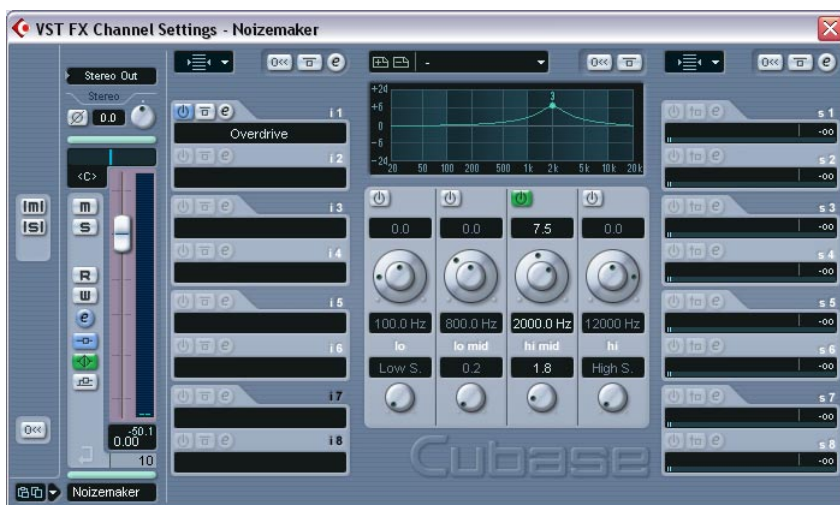 VST FX Channel Settings - Noizemaker
Stereo Out
Stereo
0.0
<C>
m
S
R
W
e
0<<
-50.1
0.00
10
Noizemaker
0<< e
i 1
Overdrive
i 2
i 3
i 4
i 5
i 6
i 7
i 8
-
0<<
+24
+6
0
-6
-24
3
20 50 100 200 500 1k 2k 5k 10k 20k
0.0 0.0 7.5 0.0
100.0 Hz 800.0 Hz 2000.0 Hz 12000 Hz
lo lo mid hi mid hi
Low S. 0.2 1.8 High S.
Cubase
0<< e
s 1
-oo
s 2
-oo
s 3
-oo
s 4
-oo
s 5
-oo
s 6
-oo
s 7
-oo
s 8
-oo